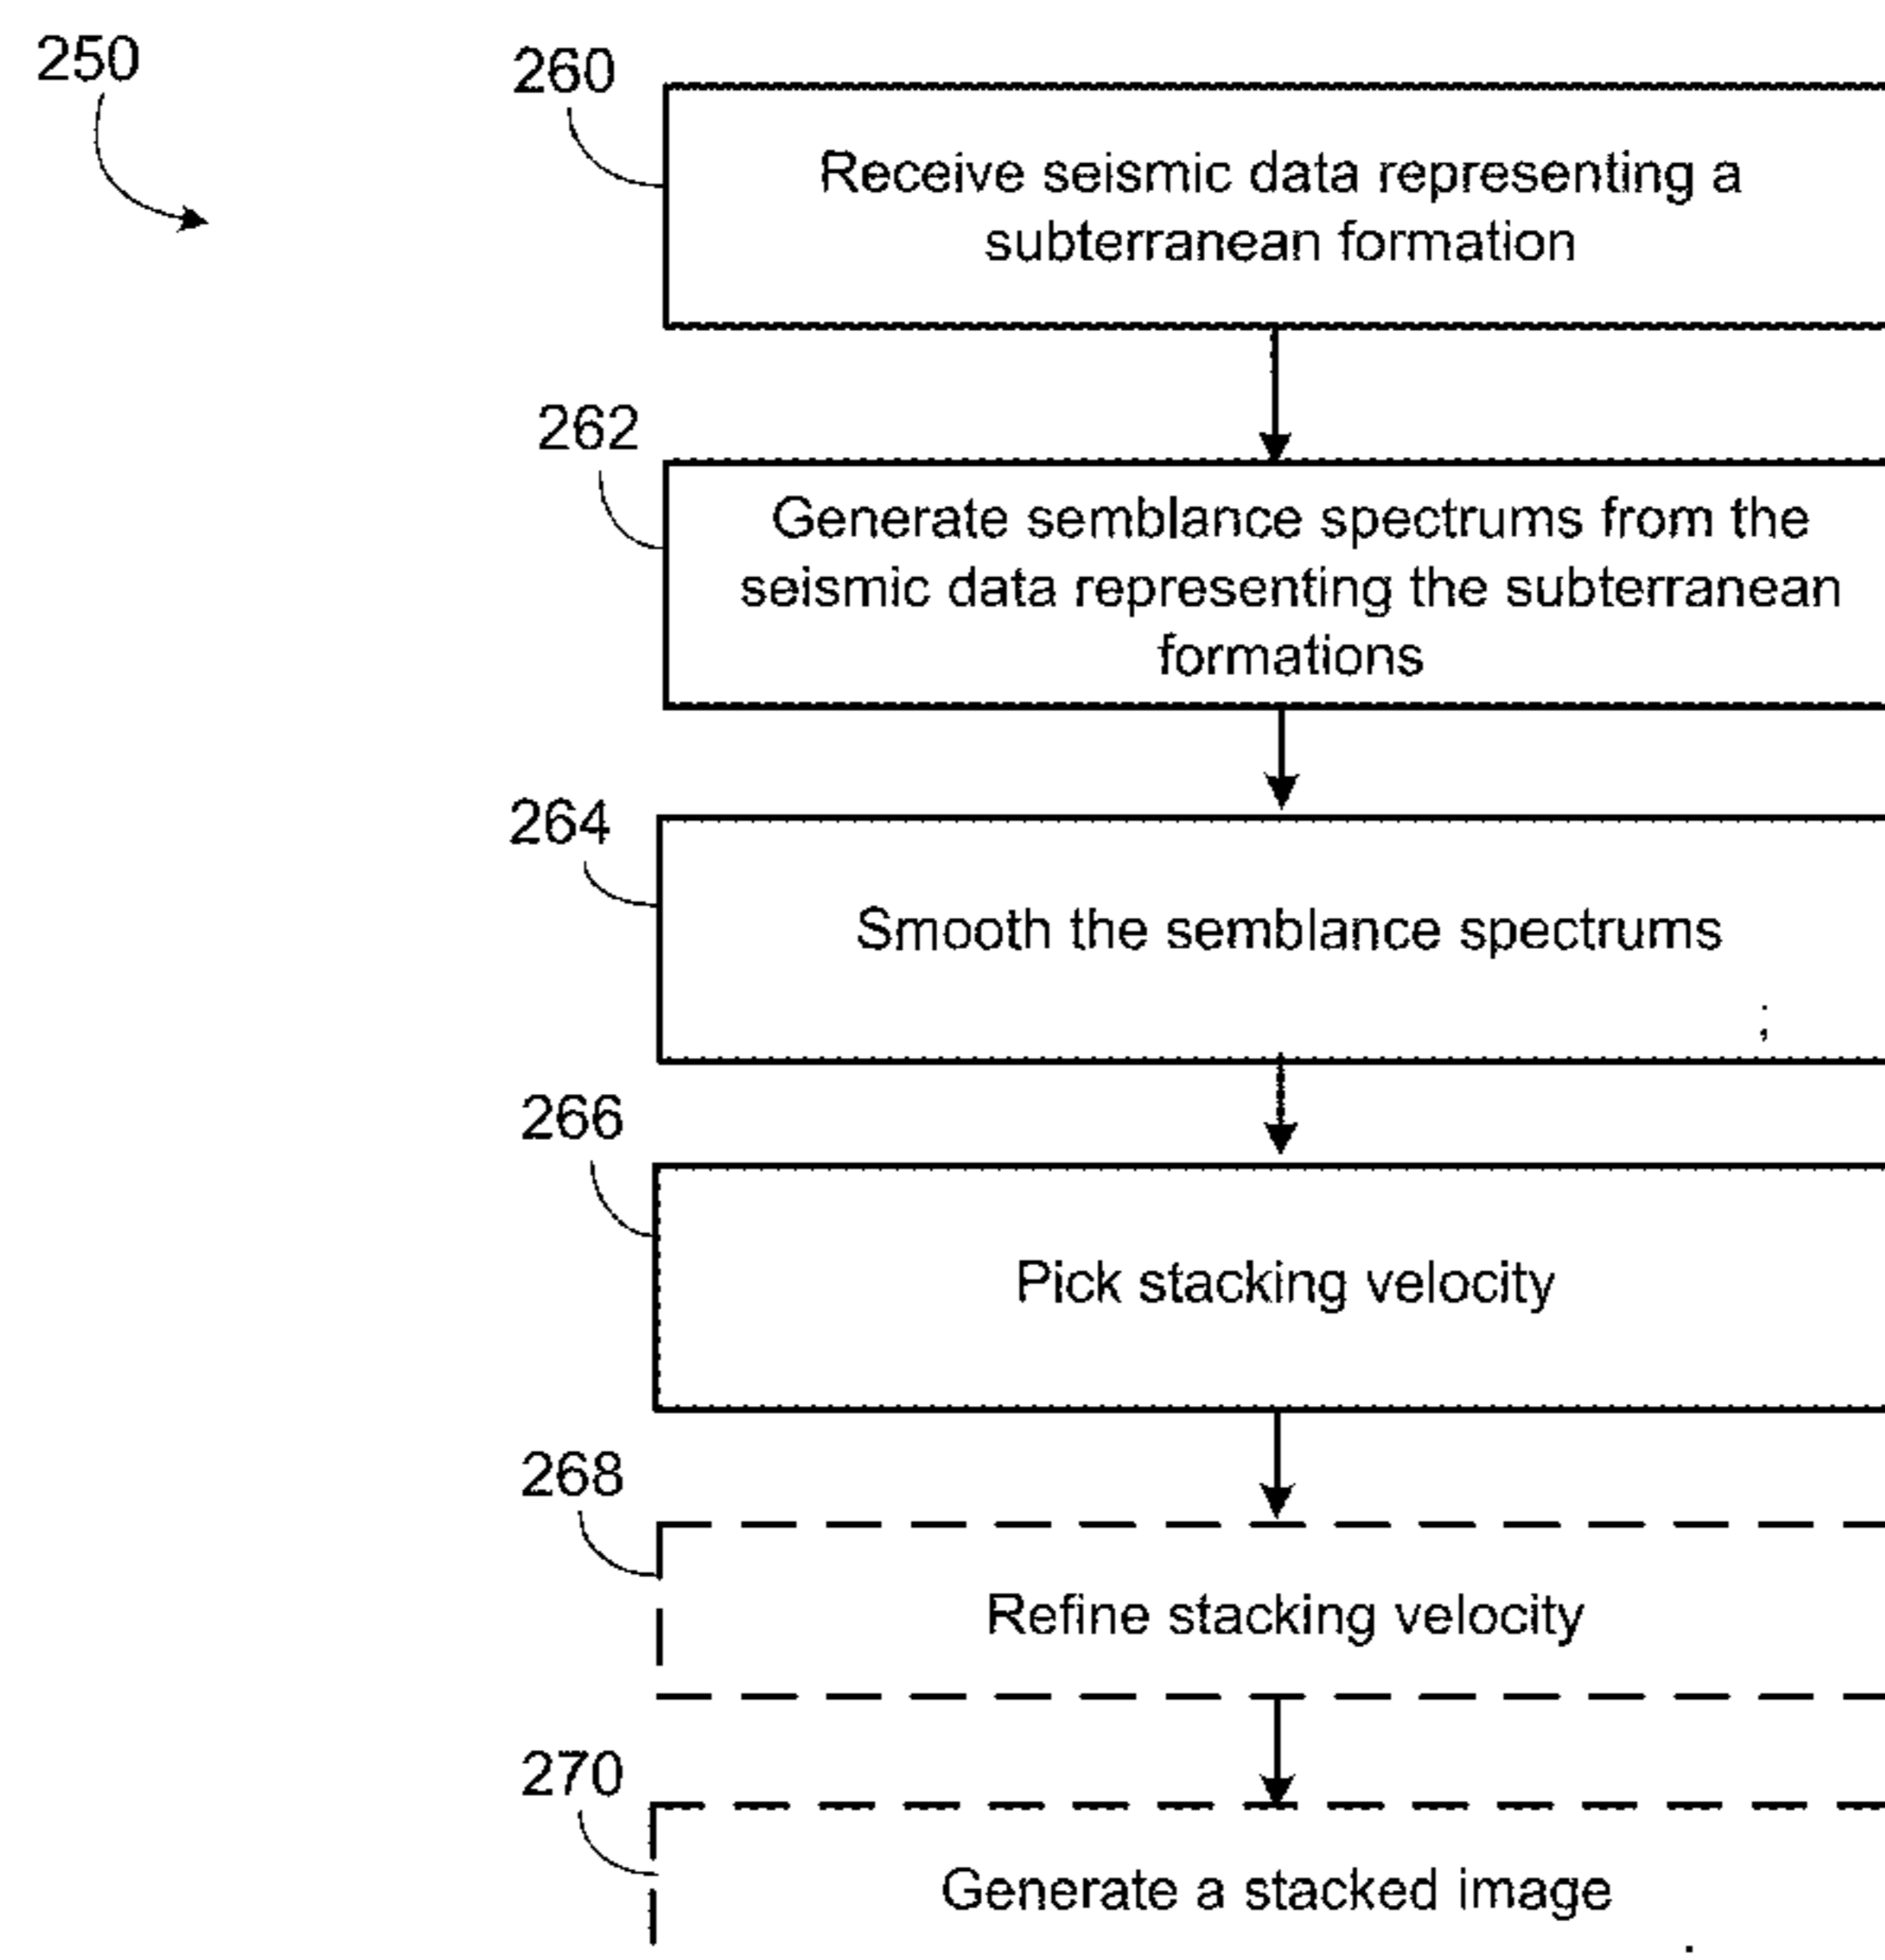 250
260
Receive seismic data representing a
subterranean formation
262
Generate semblance spectrums from the
seismic data representing the subterranean
formations
264
Smooth the semblance spectrums
266
Pick stacking velocity
268
Refine stacking velocity
270
Generate a stacked image